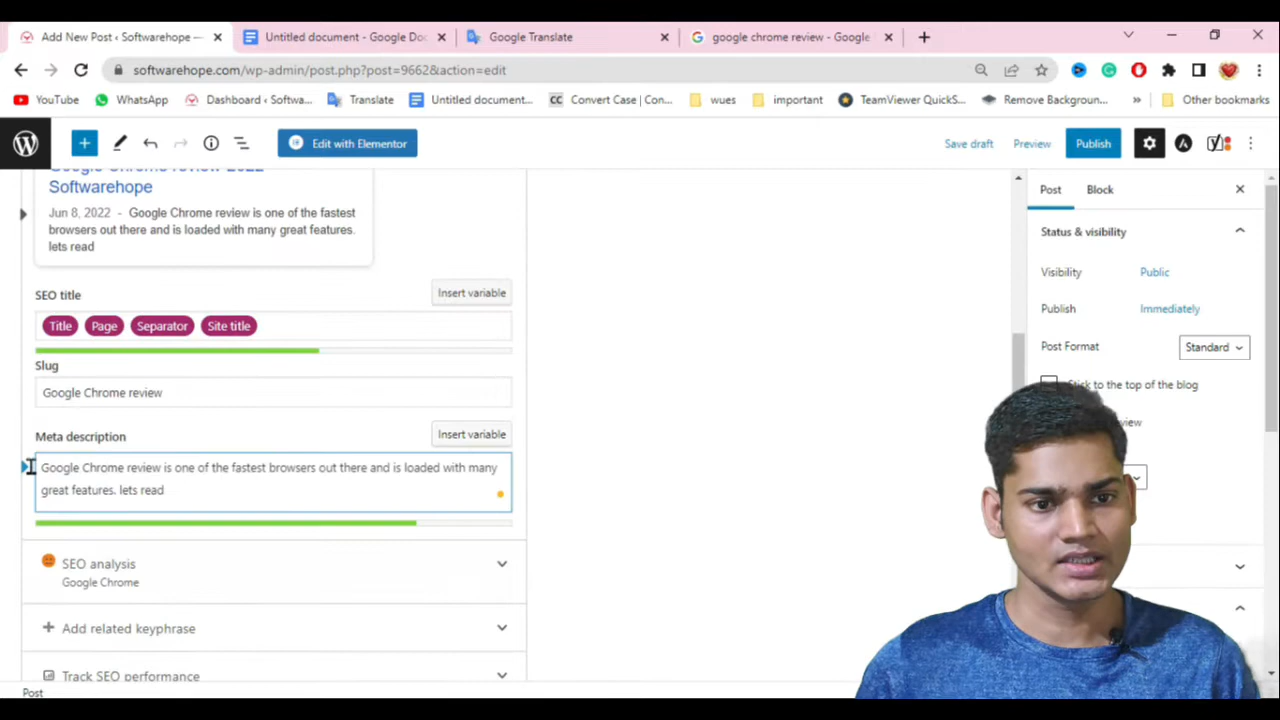 Add New Post ‹ Softwarehope —
Untitled document - Google Doc
Google Translate
google chrome review - Google
softwarehope.com/wp-admin/post.php?post=9662&action=edit
YouTube
WhatsApp
Dashboard ‹ Softwa...
Translate
Untitled document...
CC
Convert Case | Con...
wues
important
TeamViewer QuickS...
Remove Backgroun...
»
Other bookmarks
Edit with Elementor
Save draft
Preview
Publish
Softwarehope
Jun 8, 2022 - Google Chrome review is one of the fastest
browsers out there and is loaded with many great features.
lets read
SEO title
Insert variable
Title
Page
Separator
Site title
Slug
Google Chrome review
Meta description
Insert variable
Google Chrome review is one of the fastest browsers out there and is loaded with many
great features. lets read
SEO analysis
Google Chrome
Add related keyphrase
Track SEO performance
Post
Post
Block
Status & visibility
Visibility
Public
Publish
Immediately
Post Format
Standard
Stick to the top of the blog